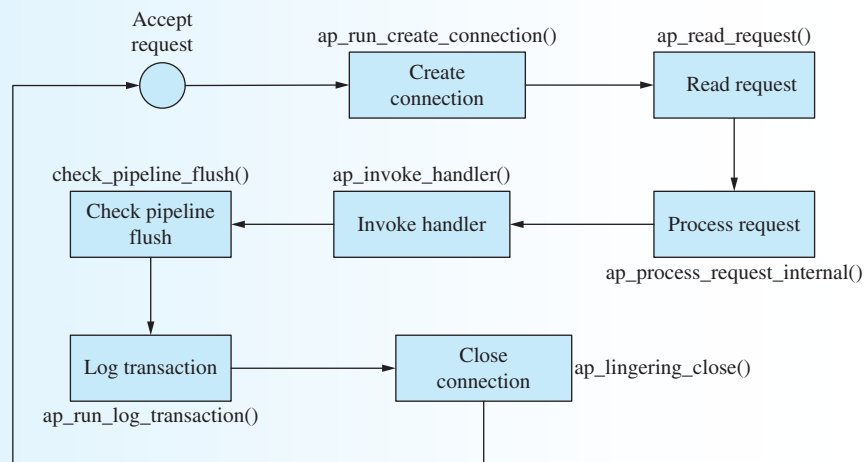 Accept
request
ap_run_create_connection()
ap_read_request()
Create
connection
Read request
check_pipeline_flush()
ap_invoke_handler()
Check pipeline
flush
Invoke handler
Process request
ap_process_request_internal()
Log transaction
Close
connection
ap_lingering_close()
ap_run_log_transaction()